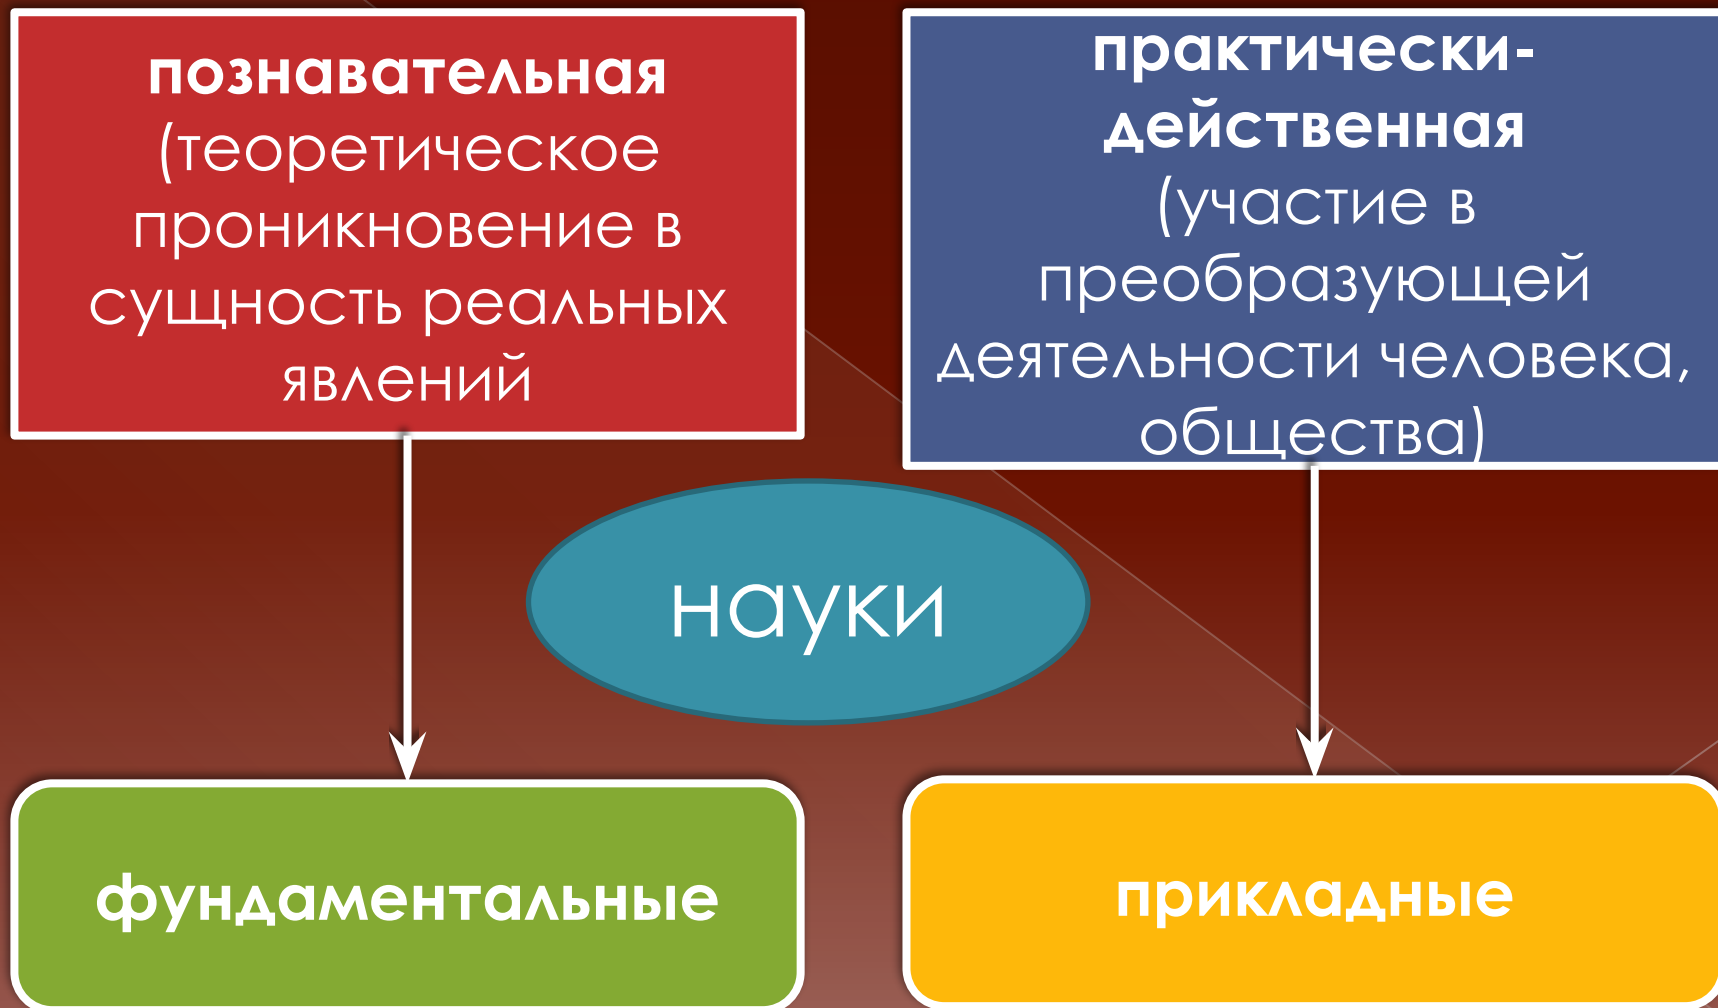 познавательная
(теоретическое
проникновение в
сущность реальных
явлений
практически-
действенная
(участие в
преобразующей
деятельности человека,
общества)
науки
фундаментальные
прикладные